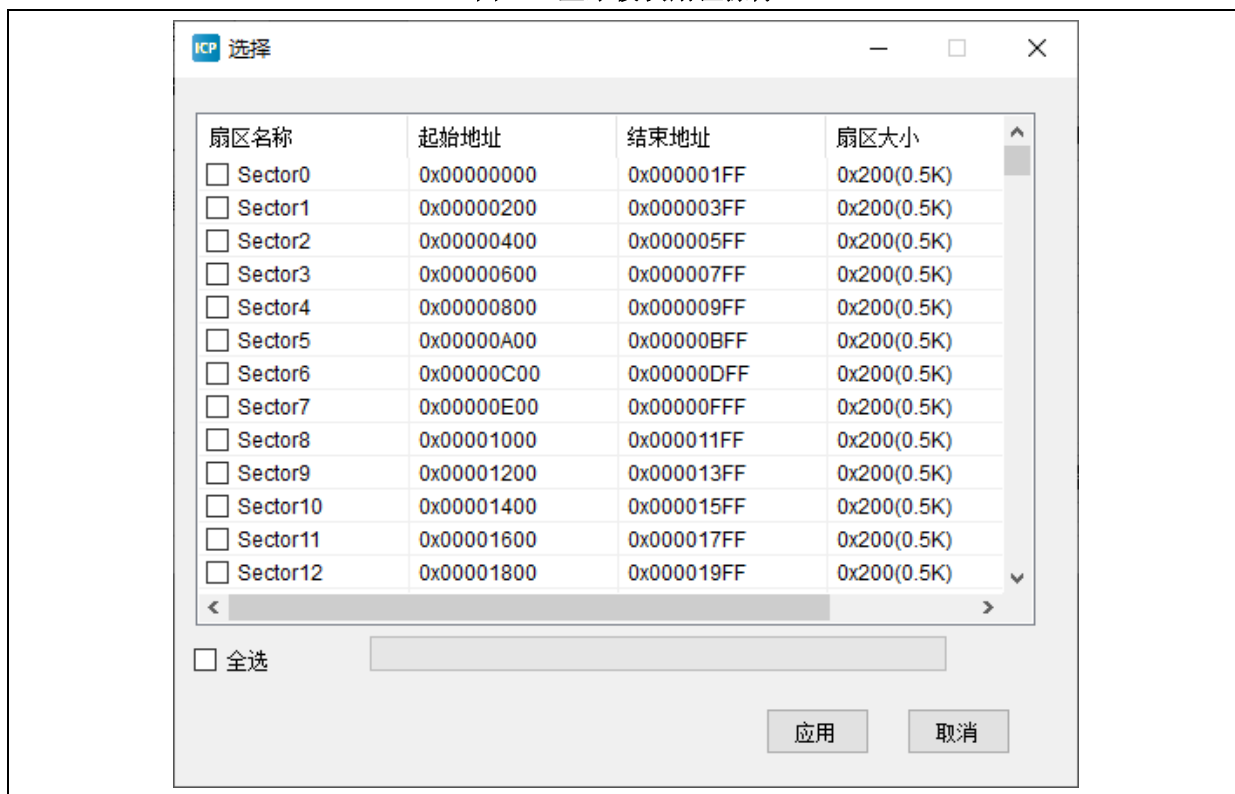 ICP 选择
扇区名称 起始地址 结束地址 扇区大小
Sector0 0x00000000 0x000001FF 0x200(0.5K)
Sector1 0x00000200 0x000003FF 0x200(0.5K)
Sector2 0x00000400 0x000005FF 0x200(0.5K)
Sector3 0x00000600 0x000007FF 0x200(0.5K)
Sector4 0x00000800 0x000009FF 0x200(0.5K)
Sector5 0x00000A00 0x00000BFF 0x200(0.5K)
Sector6 0x00000C00 0x00000DFF 0x200(0.5K)
Sector7 0x00000E00 0x00000FFF 0x200(0.5K)
Sector8 0x00001000 0x000011FF 0x200(0.5K)
Sector9 0x00001200 0x000013FF 0x200(0.5K)
Sector10 0x00001400 0x000015FF 0x200(0.5K)
Sector11 0x00001600 0x000017FF 0x200(0.5K)
Sector12 0x00001800 0x000019FF 0x200(0.5K)
全选
应用 取消